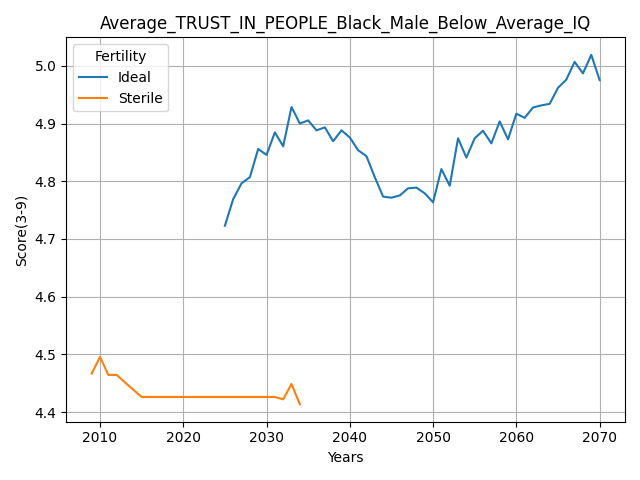 Average_TRUST_IN_PEOPLE_Black_Male_Below_Average_IQ
Fertility
Ideal
Sterile
Score(3-9)
5.0
4.9
4.8
4.7
4.6
4.5
4.4
2010 2020 2030 2040 2050 2060 2070
Years